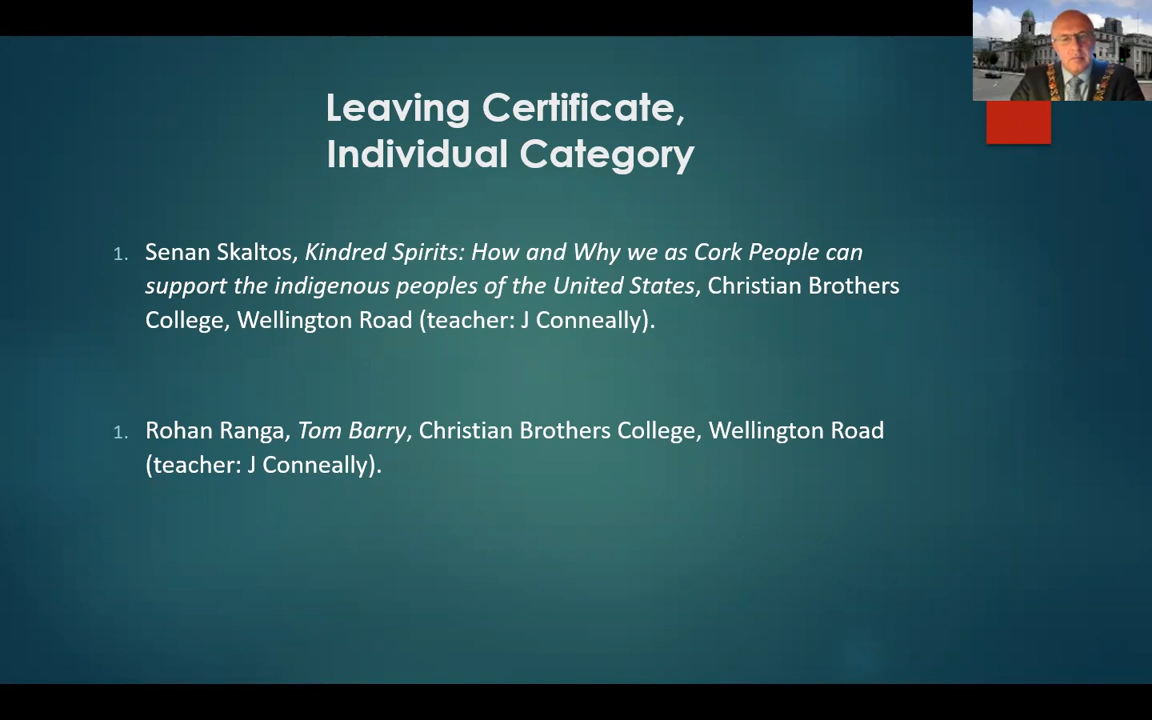 Leaving Certificate,
Individual Category
1. Senan Skaltos, Kindred Spirits: How and Why we as Cork People can
support the indigenous peoples of the United States, Christian Brothers
College, Wellington Road (teacher: J Conneally).
1. Rohan Ranga, Tom Barry, Christian Brothers College, Wellington Road
(teacher: J Conneally).